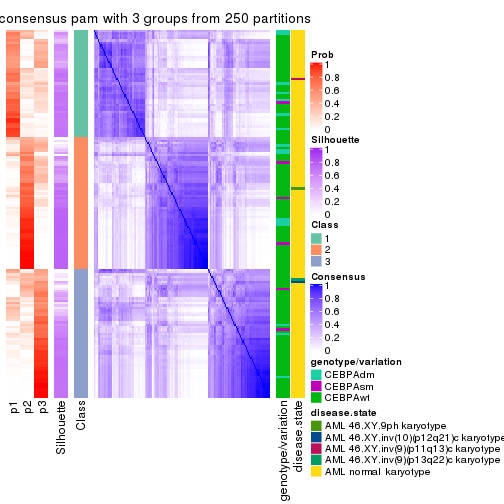 consensus pam with 3 groups from 250 partitions
Prob
1
0.8
0.6
0.4
0.2
0
Silhouette
1
0.8
0.6
0.4
0.2
0
Class
1
2
3
Consensus
1
0.8
0.6
0.4
0.2
0
genotype/variation
CEBPAdm
CEBPAsm
CEBPAwt
disease.state
AML 46.XY.9ph karyotype
AML 46.XY.inv(10)(p12q21)c karyotype
AML 46.XY.inv(9)(p11q13)c karyotype
AML 46.XY.inv(9)(p13q22)c karyotype
AML normal karyotype
p1
p2
p3
Silhouette
Class
genotype/variation
disease.state